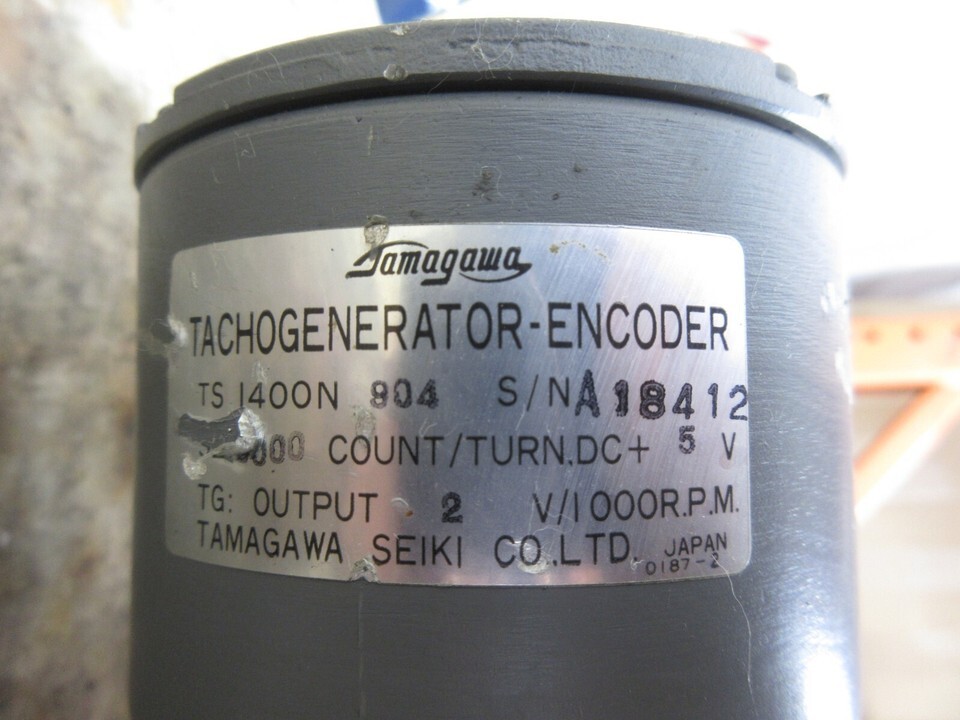 Tamagawa
TACHOGENERATOR-ENCODER
TS 1400N 904 S/N A18412
COUNT/TURN. DC+ 5 V
TG: OUTPUT 2 V/1000R.P.M.
TAMAGAWA SEIKI CO.,LTD. JAPAN
0187-2